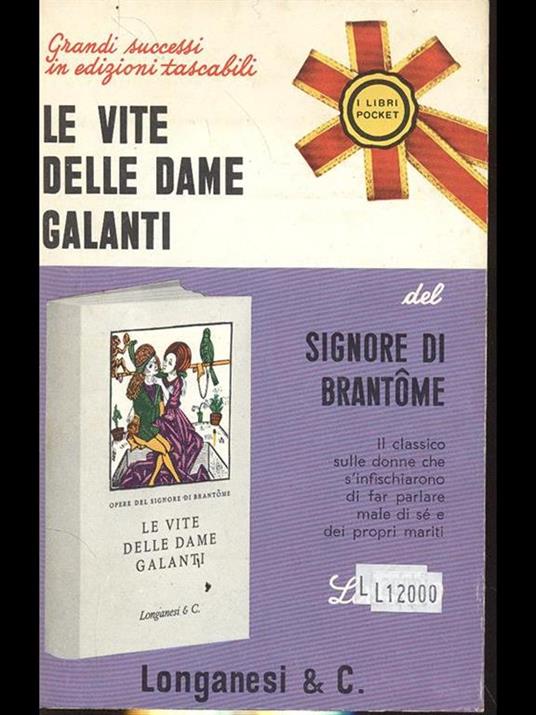 Grandi successi
in edizioni tascabili
I LIBRI
POCKET
LE VITE
DELLE DAME
GALANTI
del
SIGNORE DI
BRANTÔME
Il classico
sulle donne che
s'infischiarono
di far parlare
male di sé e
dei propri mariti
OPERE DEL SIGNORE DI BRANTÔME
LE VITE
DELLE DAME
GALANTI
Longanesi & C.
L L12000
Longanesi & C.